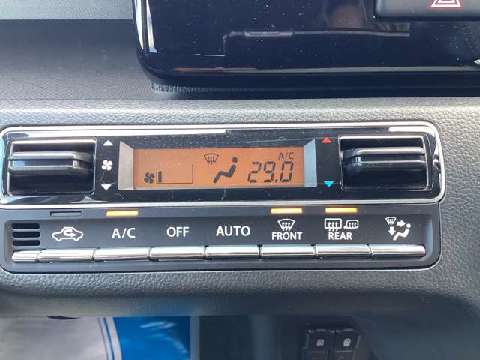 A/C
29.0
A/C OFF AUTO FRONT REAR